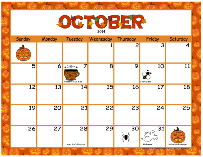 OCTOBER
2014
Sunday Monday Tuesday Wednesday Thursday Friday Saturday
1 2 3 4
5 6 7 8 9 10 11
12 13 14 15 16 17 18
19 20 21 22 23 24 25
26 27 28 29 30 31